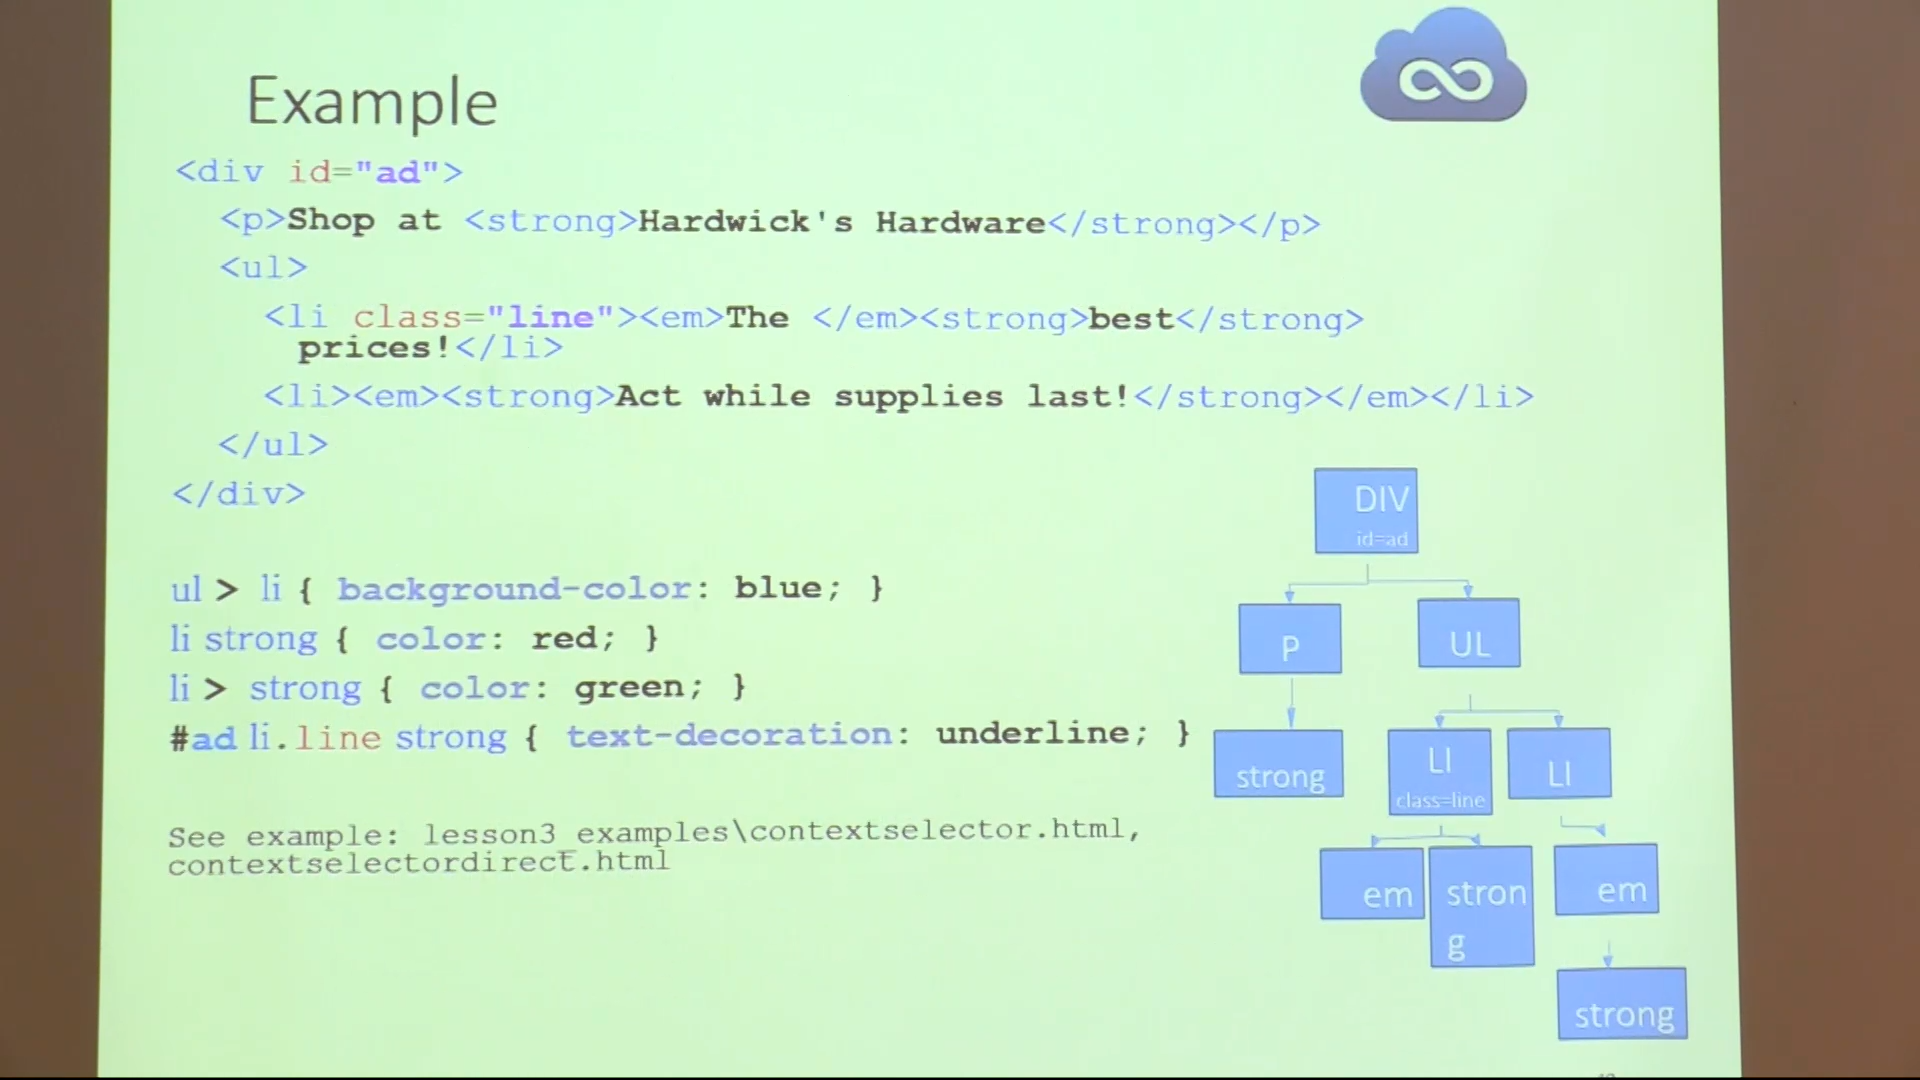 Example
<div id="ad">
<p>Shop at <strong>Hardwick's Hardware</strong></p>
<ul>
<li class="line"><em>The </em><strong>best</strong>
prices!</li>
<li><em><strong>Act while supplies last!</strong></em></li>
</ul>
</div>
ul > li { background-color: blue; }
li strong { color: red; }
li > strong { color: green; }
#ad li.line strong { text-decoration: underline; }
See example: lesson3_examples\contextselector.html,
contextselectordirect.html
DIV
id=ad
P
UL
strong
LI
class=line
LI
em
stron
g
em
strong